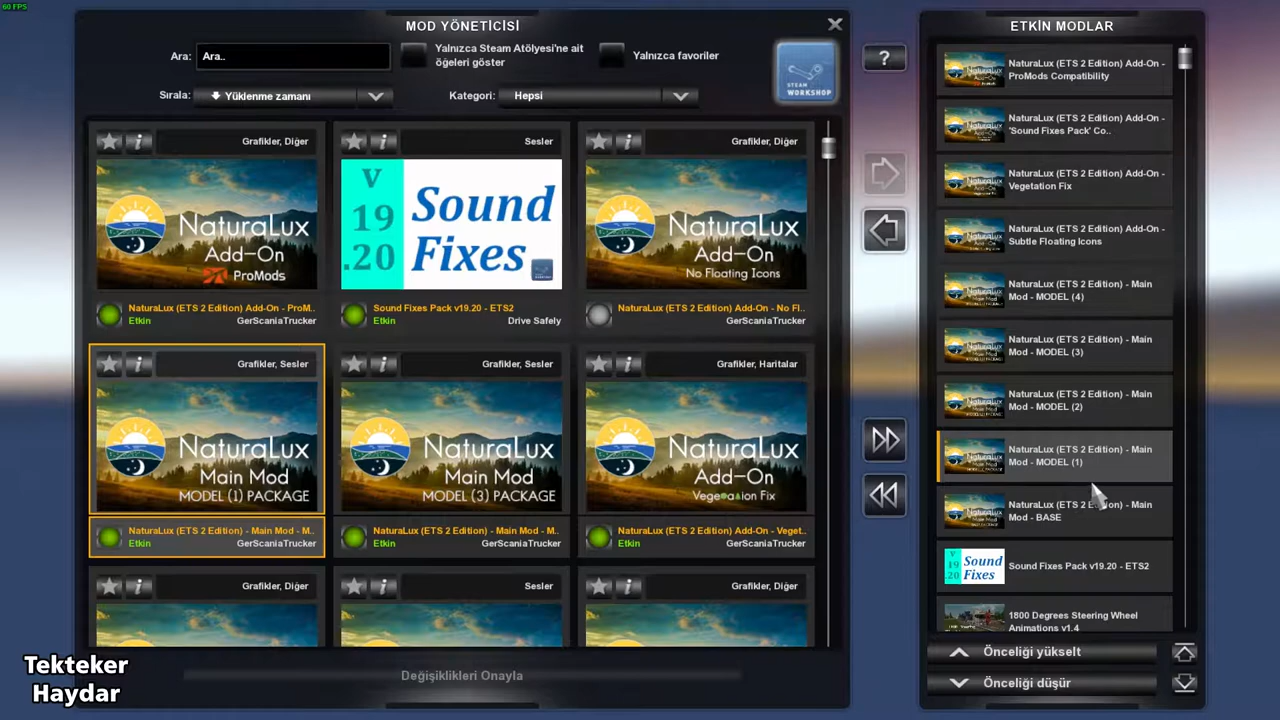 60 FPS
MOD YÖNETİCİSİ
Ara:
Ara..
Yalnızca Steam Atölyesi'ne ait
öğeleri göster
Yalnızca favoriler
STEAM
WORKSHOP
Sırala:
Yüklenme zamanı
Kategori:
Hepsi
Grafikler, Diğer
NaturaLux
Add-On
ProMods
NaturaLux (ETS 2 Edition) Add-On - ProM..
Etkin
GerScaniaTrucker
Sesler
V
19
.20
Sound
Fixes
Sound Fixes Pack v19.20 - ETS2
Etkin
Drive Safely
Grafikler, Diğer
NaturaLux
Add-On
No Floating Icons
NaturaLux (ETS 2 Edition) Add-On - No Fl..
GerScaniaTrucker
Grafikler, Sesler
NaturaLux
Main Mod
MODEL (1) PACKAGE
NaturaLux (ETS 2 Edition) - Main Mod - M..
Etkin
GerScaniaTrucker
Grafikler, Sesler
NaturaLux
Main Mod
MODEL (3) PACKAGE
NaturaLux (ETS 2 Edition) - Main Mod - M..
Etkin
GerScaniaTrucker
Grafikler, Haritalar
NaturaLux
Add-On
Vegetation Fix
NaturaLux (ETS 2 Edition) Add-On - Veget..
Etkin
GerScaniaTrucker
Grafikler, Diğer
Sesler
Grafikler, Diğer
Değişiklikleri Onayla
Tekteker
Haydar
?
ETKİN MODLAR
NaturaLux (ETS 2 Edition) Add-On -
ProMods Compatibility
NaturaLux (ETS 2 Edition) Add-On -
'Sound Fixes Pack' Co..
NaturaLux (ETS 2 Edition) Add-On -
Vegetation Fix
NaturaLux (ETS 2 Edition) Add-On -
Subtle Floating Icons
NaturaLux (ETS 2 Edition) - Main
Mod - MODEL (4)
NaturaLux (ETS 2 Edition) - Main
Mod - MODEL (3)
NaturaLux (ETS 2 Edition) - Main
Mod - MODEL (2)
NaturaLux (ETS 2 Edition) - Main
Mod - MODEL (1)
NaturaLux (ETS 2 Edition) - Main
Mod - BASE
Sound Fixes Pack v19.20 - ETS2
1800 Degrees Steering Wheel
Animations v1.4
Önceliği yükselt
Önceliği düşür